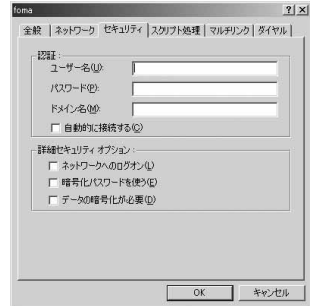 foma
全般 ネットワーク セキュリティ スクリプト処理 マルチリンク ダイヤル
認証:
ユーザー名(U):
パスワード(P):
ドメイン名(M):
自動的に接続する(C)
詳細セキュリティ オプション:
ネットワークへのログオン(L)
暗号化パスワードを使う(E)
データの暗号化が必要(D)
OK キャンセル